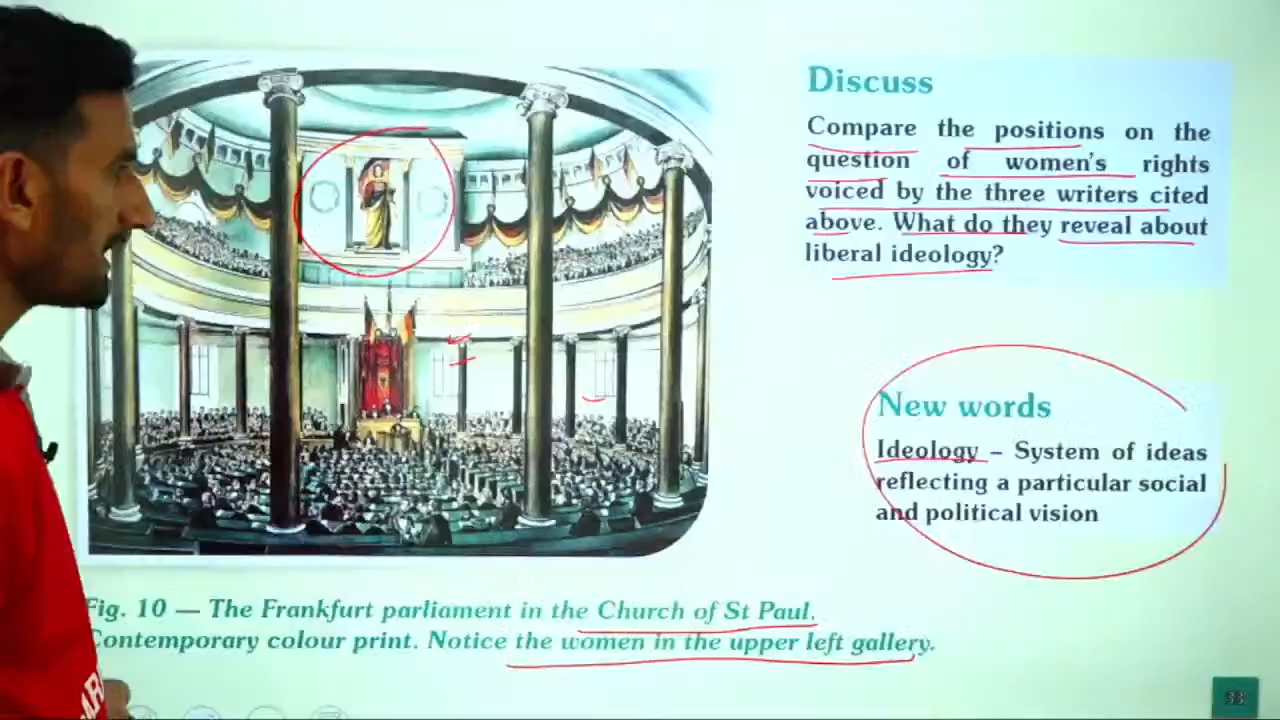 Discuss
Compare the positions on the
question of women's rights
voiced by the three writers cited
above. What do they reveal about
liberal ideology?
New words
Ideology – System of ideas
reflecting a particular social
and political vision
Fig. 10 — The Frankfurt parliament in the Church of St Paul.
Contemporary colour print. Notice the women in the upper left gallery.
33